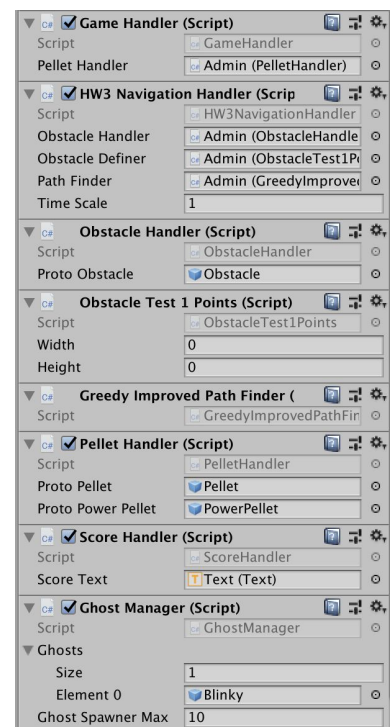 Game Handler (Script)
Script GameHandler
Pellet Handler Admin (PelletHandler)
HW3 Navigation Handler (Scrip
Script HW3NavigationHandler
Obstacle Handler Admin (ObstacleHandle
Obstacle Definer Admin (ObstacleTest1P
Path Finder Admin (GreedyImprove
Time Scale 1
Obstacle Handler (Script)
Script ObstacleHandler
Proto Obstacle Obstacle
Obstacle Test 1 Points (Script)
Script ObstacleTest1Points
Width 0
Height 0
Greedy Improved Path Finder (
Script GreedyImprovedPathFin
Pellet Handler (Script)
Script PelletHandler
Proto Pellet Pellet
Proto Power Pellet PowerPellet
Score Handler (Script)
Script ScoreHandler
Score Text Text (Text)
Ghost Manager (Script)
Script GhostManager
Ghosts
Size 1
Element 0 Blinky
Ghost Spawner Max 10